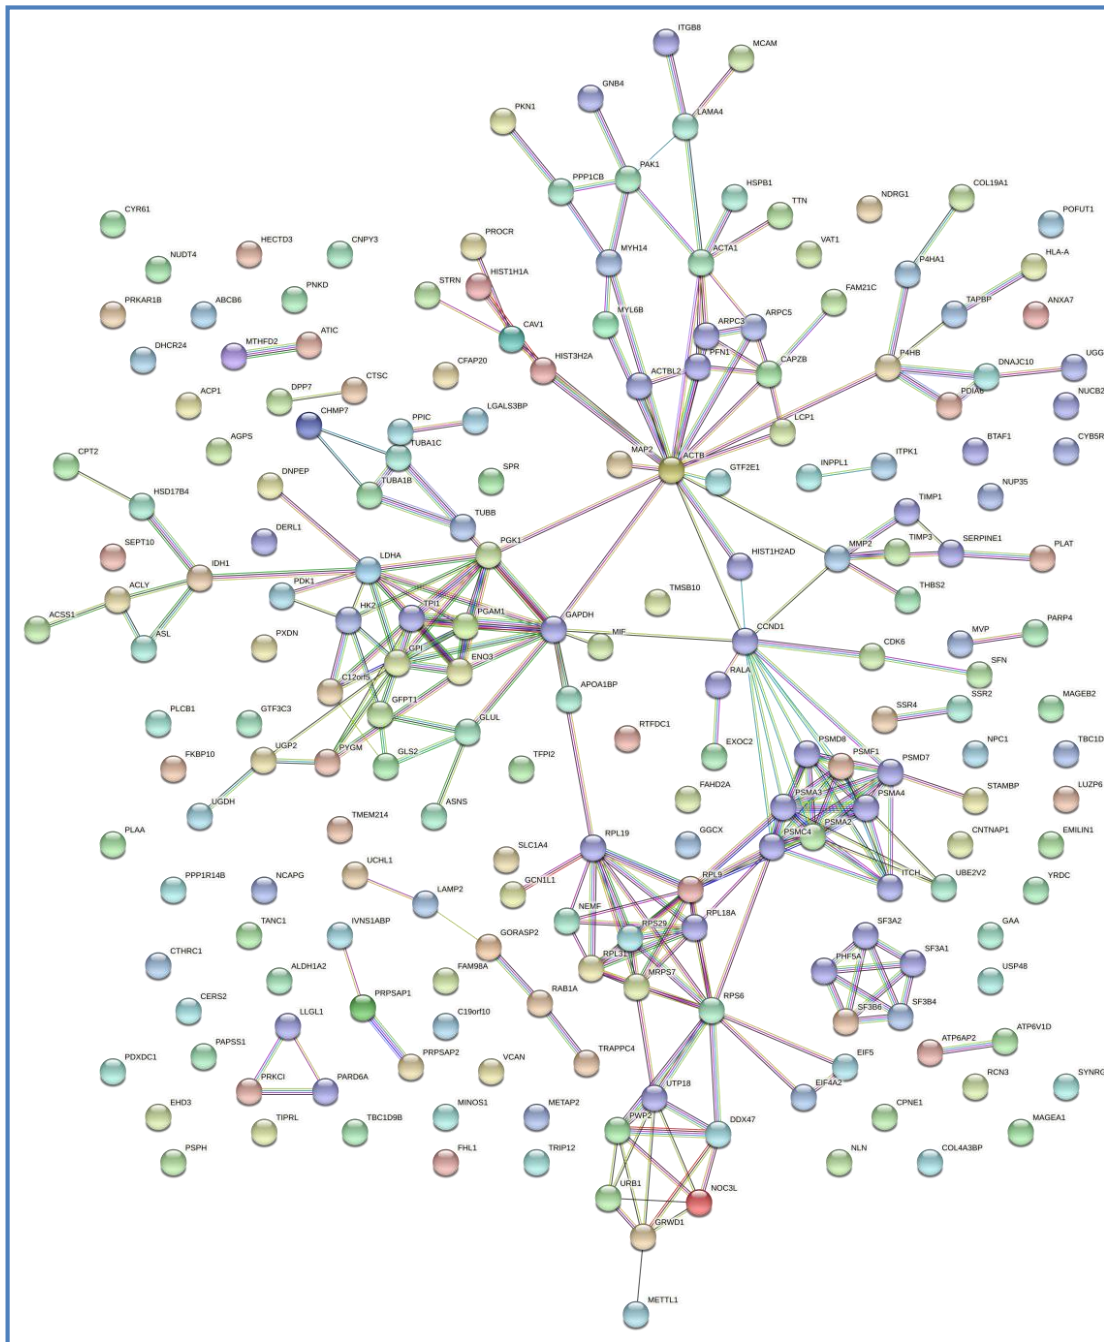 ITGB8
MCAM
GNB4
PKN1
LAMA4
PAK1
PPP1CB
HSPB1
COL19A1
NDRG1
TTN
POFUT1
CYR61
PROCR
VAT1
HLA-A
NUDT4
HECTD3
CNPY3
MYH14
ACTA1
P4HA1
HIST1H1A
STRN
FAM21C
TAPBP
ANXA7
PRKAR1B
ABCB6
PNKD
MYL6B
ARPC3
ARPC5
CAV1
MTHFD2
ATIC
DHCR24
HIST3H2A
CFAP20
PFN1
CAPZB
P4HB
DNAJC10
UGG
ACTBL2
CTSC
DPP7
ACP1
PDIA6
NUCB2
CHMP7
PPIC
LGALS3BP
LCP1
AGPS
TUBA1C
MAP2
ACTB
BTAF1
CYB5R
CPT2
GTF2E1
INPPL1
ITPK1
DNPEP
TUBA1B
SPR
NUP35
HSD17B4
TUBB
TIMP1
DERL1
SEPT10
LDHA
PGK1
HIST1H2AD
MMP2
TIMP3
SERPINE1
PLAT
IDH1
ACLY
PDK1
THBS2
ACSS1
HK2
TPI1
PGAM1
TMSB10
ASL
GAPDH
CCND1
MVP
PARP4
PXDN
GPI
MIF
CDK6
ENO3
SFN
C12orf5
RALA
APOA1BP
GFPT1
SSR2
MAGEB2
PLCB1
GTF3C3
GLUL
SSR4
RTFDC1
EXOC2
PSMD8
PSMF1
NPC1
TBC1D
UGP2
PYGM
GLS2
PSMD7
FKBP10
TFPI2
FAHD2A
PSMA3
PSMA4
STAMBP
LUZP6
UGDH
ASNS
TMEM214
PSMA2
PLAA
RPL19
GGCX
PSMC4
CNTNAP1
EMILIN1
SLC1A4
UCHL1
PPP1R14B
NCAPG
GCN1L1
RPL9
ITCH
UBE2V2
YRDC
LAMP2
NEMF
RPS29
RPL18A
SF3A2
TANC1
IVNS1ABP
GORASP2
GAA
CTHRC1
RPL31
MRPS7
PHF5A
SF3A1
ALDH1A2
FAM98A
USP48
RAB1A
PRPSAP1
RPS6
CERS2
SF3B6
SF3B4
LLGL1
C19orf10
ATP6AP2
ATP6V1D
PAPSS1
TRAPPC4
EIF5
PDXDC1
PRPSAP2
VCAN
RCN3
SYNRG
PRKCI
PARD6A
EIF4A2
UTP18
EHD3
TIPRL
TBC1D9B
MINOS1
METAP2
PWP2
DDX47
CPNE1
MAGEA1
PSPH
FHL1
TRIP12
NLN
COL4A3BP
URB1
NOC3L
GRWD1
METTL1